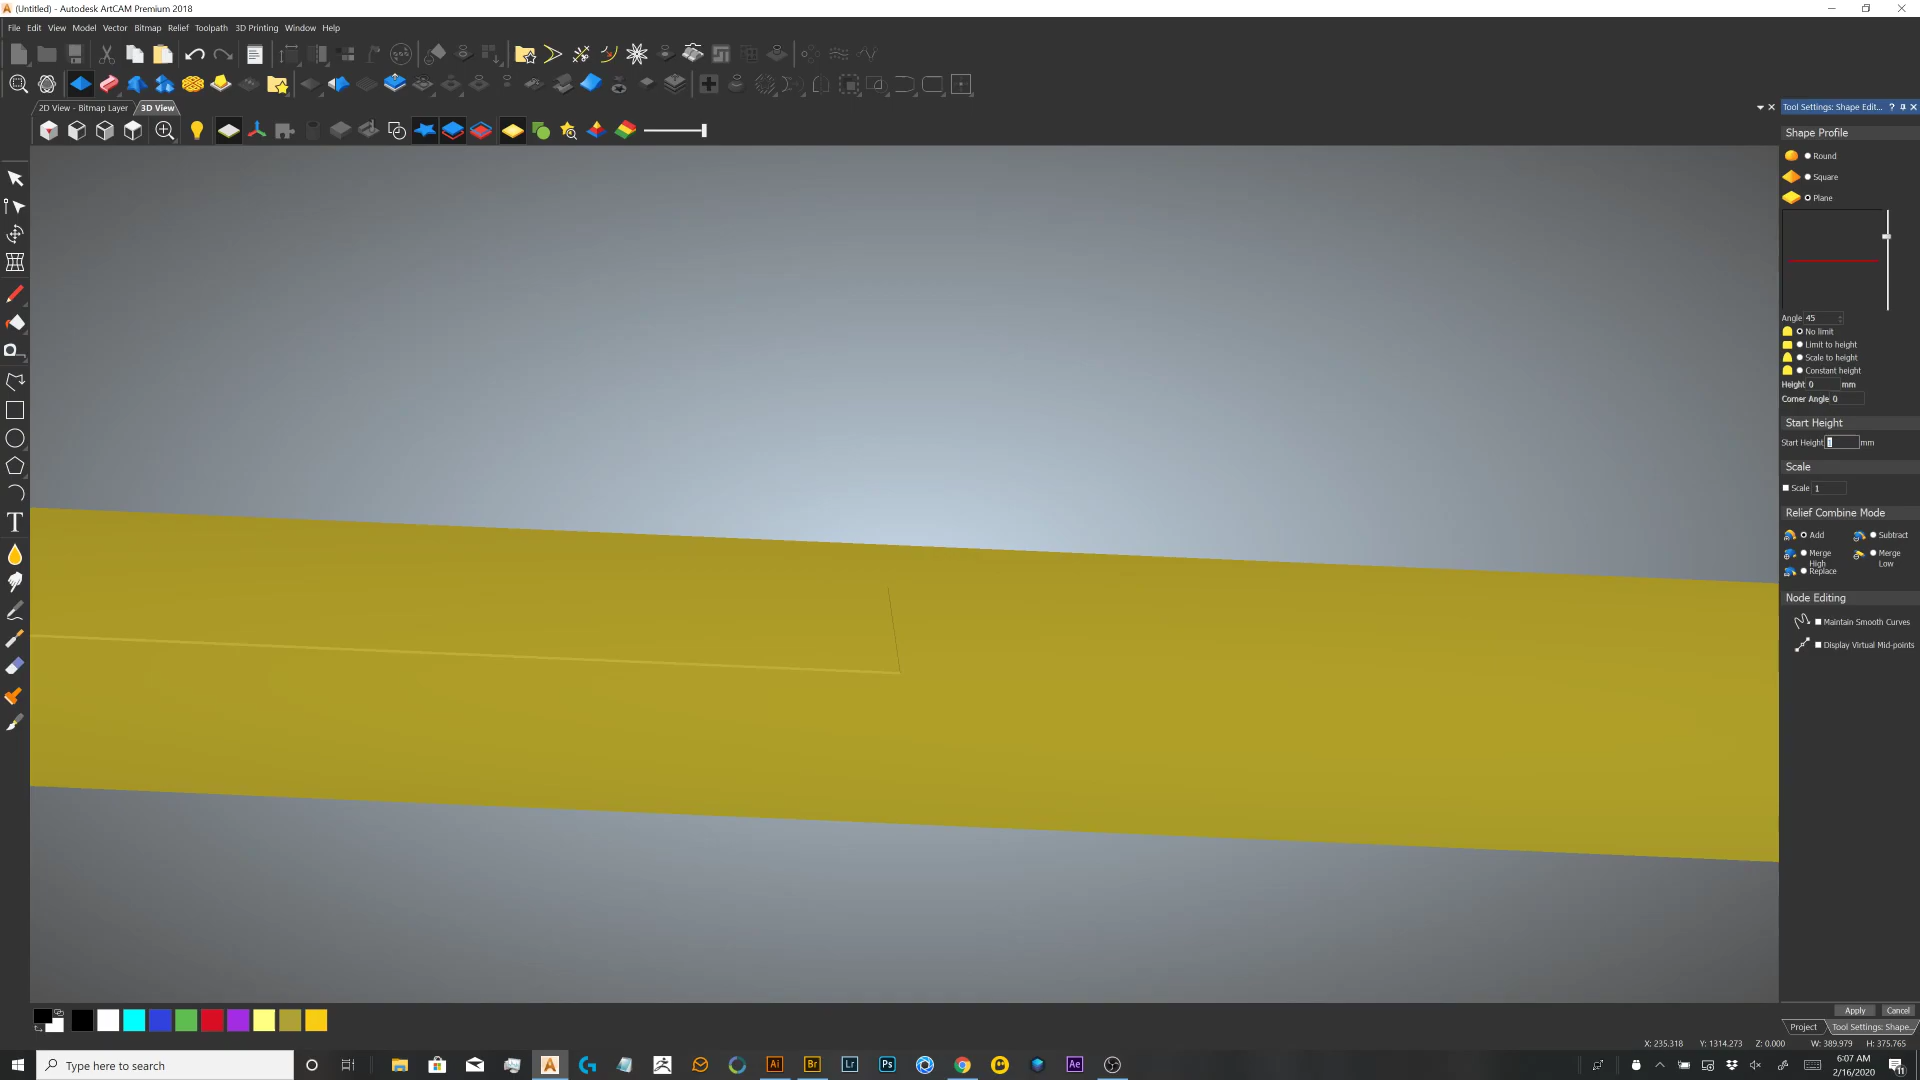 (Untitled) - Autodesk ArtCAM Premium 2018
File Edit View Model Vector Bitmap Relief Toolpath 3D Printing Window Help
2D View - Bitmap Layer 3D View
Tool Settings: Shape Edit... ?
Shape Profile
Round
Square
Plane
Angle 45
No limit
Limit to height
Scale to height
Constant height
Height 0 mm
Corner Angle 0
Start Height
Start Height mm
Scale
Scale 1
Relief Combine Mode
Add Subtract
Merge High Merge Low
Replace
Node Editing
Maintain Smooth Curves
Display Virtual Mid-points
T
Apply Cancel
Project Tool Settings: Shape...
X: 235.318 Y: 1314.273 Z: 0.000 W: 389.979 H: 375.765
Type here to search
Ai Br Lr Ps Ae
6:07 AM
2/16/2020